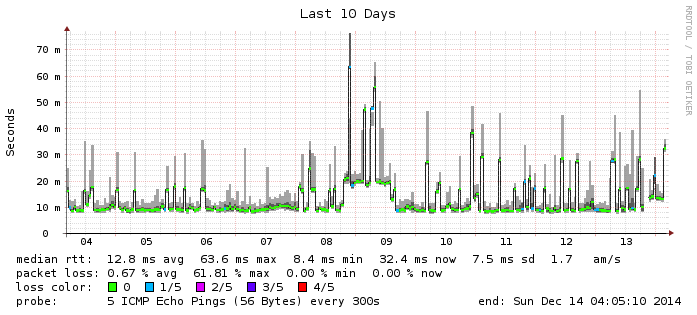 Last 10 Days
RRDTOOL / TOBI OETIKER
Seconds
70 m
60 m
50 m
40 m
30 m
20 m
10 m
0
04 05 06 07 08 09 10 11 12 13
median rtt: 12.8 ms avg 63.6 ms max 8.4 ms min 32.4 ms now 7.5 ms sd 1.7 am/s
packet loss: 0.67 % avg 61.81 % max 0.00 % min 0.00 % now
loss color: 0 1/5 2/5 3/5 4/5
probe: 5 ICMP Echo Pings (56 Bytes) every 300s end: Sun Dec 14 04:05:10 2014